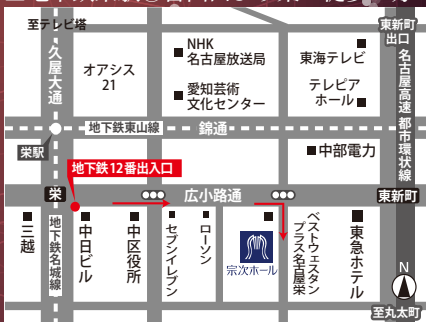 至テレビ塔
久屋大通
オアシス
21
NHK
名古屋放送局
愛知芸術
文化センター
東海テレビ
テレピア
ホール
東新町
出口
名古屋高速 都市環状線
地下鉄東山線
錦通
栄駅
地下鉄12番出入口
中部電力
栄
広小路通
東新町
三越
地下鉄名城線
中日ビル
中区役所
セブンイレブン
ローソン
宗次ホール
ベストウェスタン
プラス名古屋栄
東急ホテル
N
至丸太町